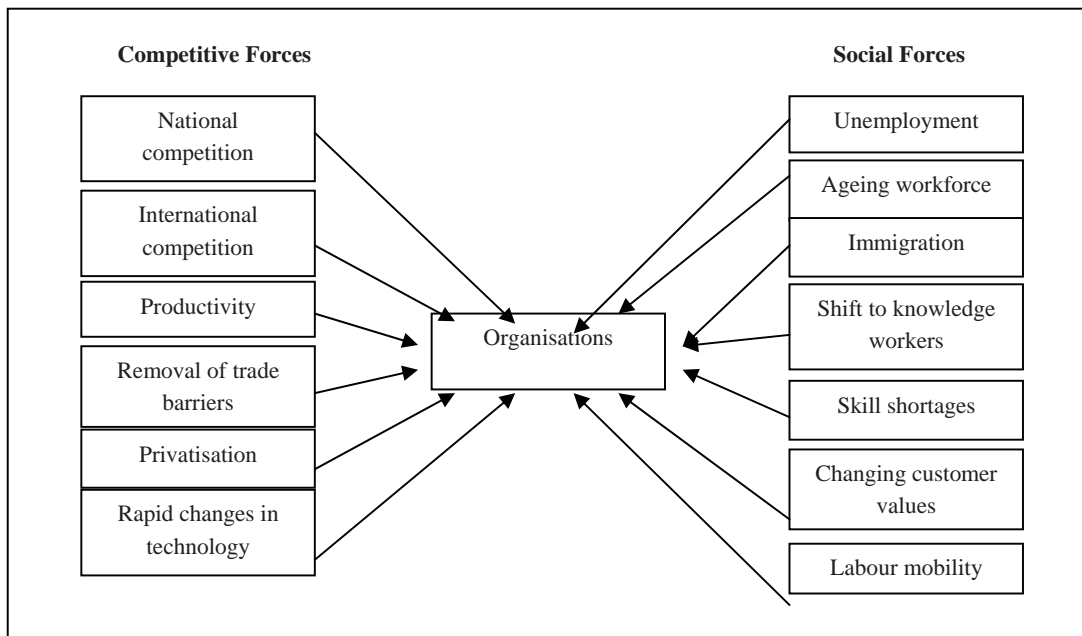 Competitive Forces
National
competition
International
competition
Productivity
Removal of trade
barriers
Privatisation
Rapid changes in
technology
Organisations
Social Forces
Unemployment
Ageing workforce
Immigration
Shift to knowledge
workers
Skill shortages
Changing customer
values
Labour mobility